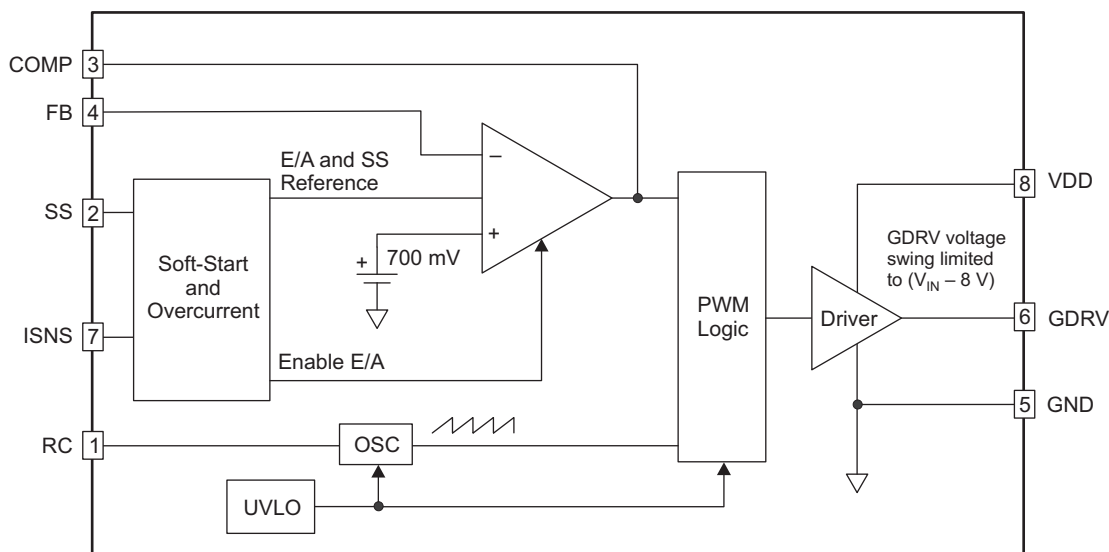 COMP 3
FB 4
E/A and SS
Reference
SS 2
−
+
+
700 mV
Soft-Start
and
Overcurrent
ISNS 7
Enable E/A
RC 1
OSC
UVLO
PWM
Logic
Driver
GDRV voltage
swing limited
to (VIN – 8 V)
8 VDD
6 GDRV
5 GND